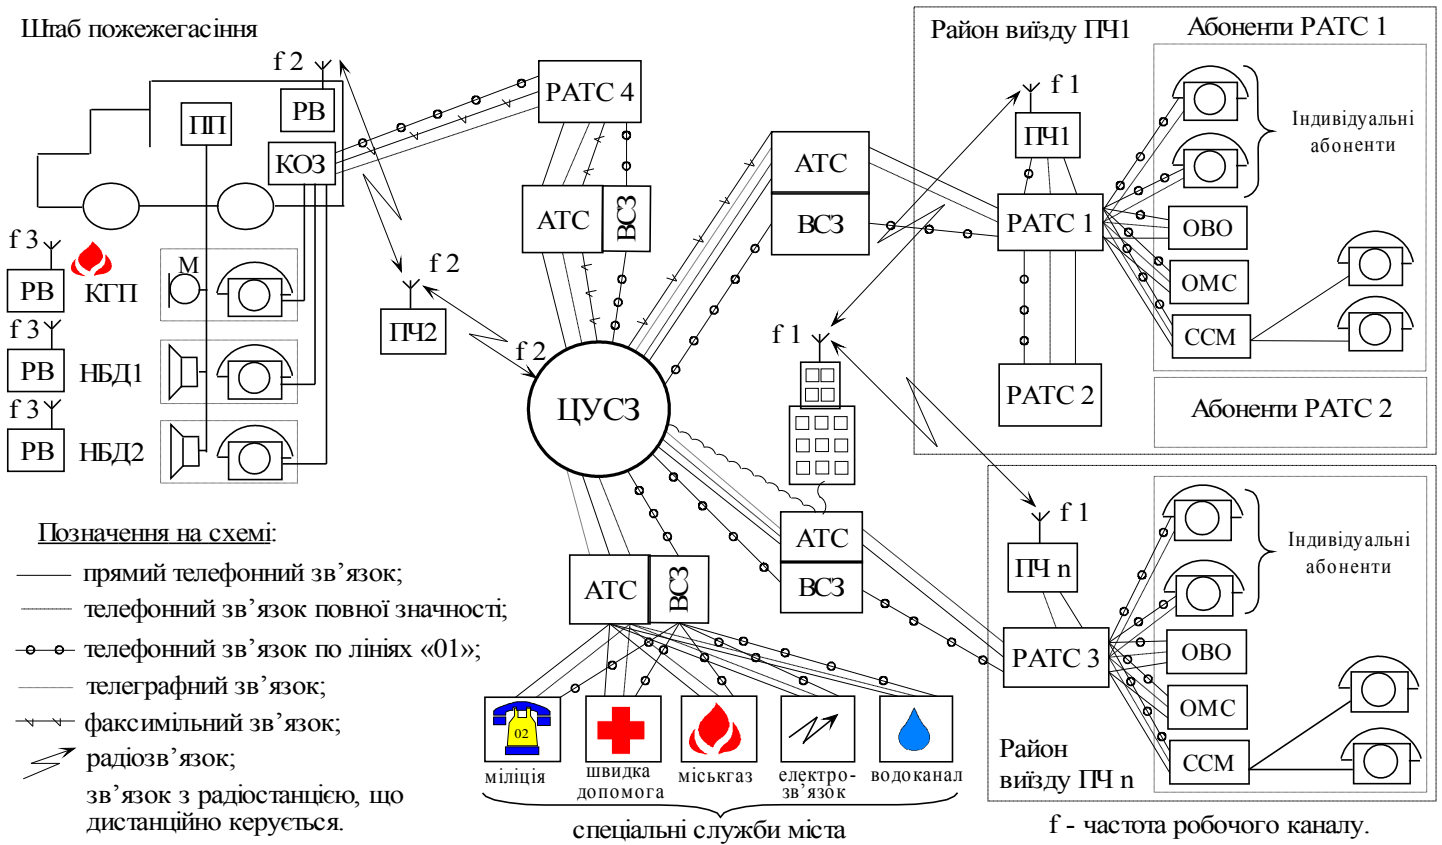 Штаб пожежегасіння
f 2
РВ
ПП
КОЗ
f 3
РВ
КГП
М
f 3
РВ
НБД1
f 3
РВ
НБД2
РАТС 4
АТС
ВСЗ
f 2
ПЧ2
f 2
ЦУСЗ
АТС
ВСЗ
f 1
АТС
ВСЗ
АТС
ВСЗ
02
міліція
швидка
допомога
міськгаз
електро-
зв’язок
водоканал
спеціальні служби міста
Район виїзду ПЧ1
f 1
ПЧ1
РАТС 1
РАТС 2
Абоненти РАТС 1
Індивідуальні
абоненти
ОВО
ОМС
ССМ
Абоненти РАТС 2
f 1
ПЧ n
РАТС 3
Індивідуальні
абоненти
ОВО
ОМС
ССМ
Район
виїзду ПЧ n
f - частота робочого каналу.
Позначення на схемі:
прямий телефонний зв’язок;
телефонний зв’язок повної значності;
телефонний зв’язок по лініях «01»;
телеграфний зв’язок;
факсимільний зв’язок;
радіозв’язок;
зв’язок з радіостанцією, що
дистанційно керується.